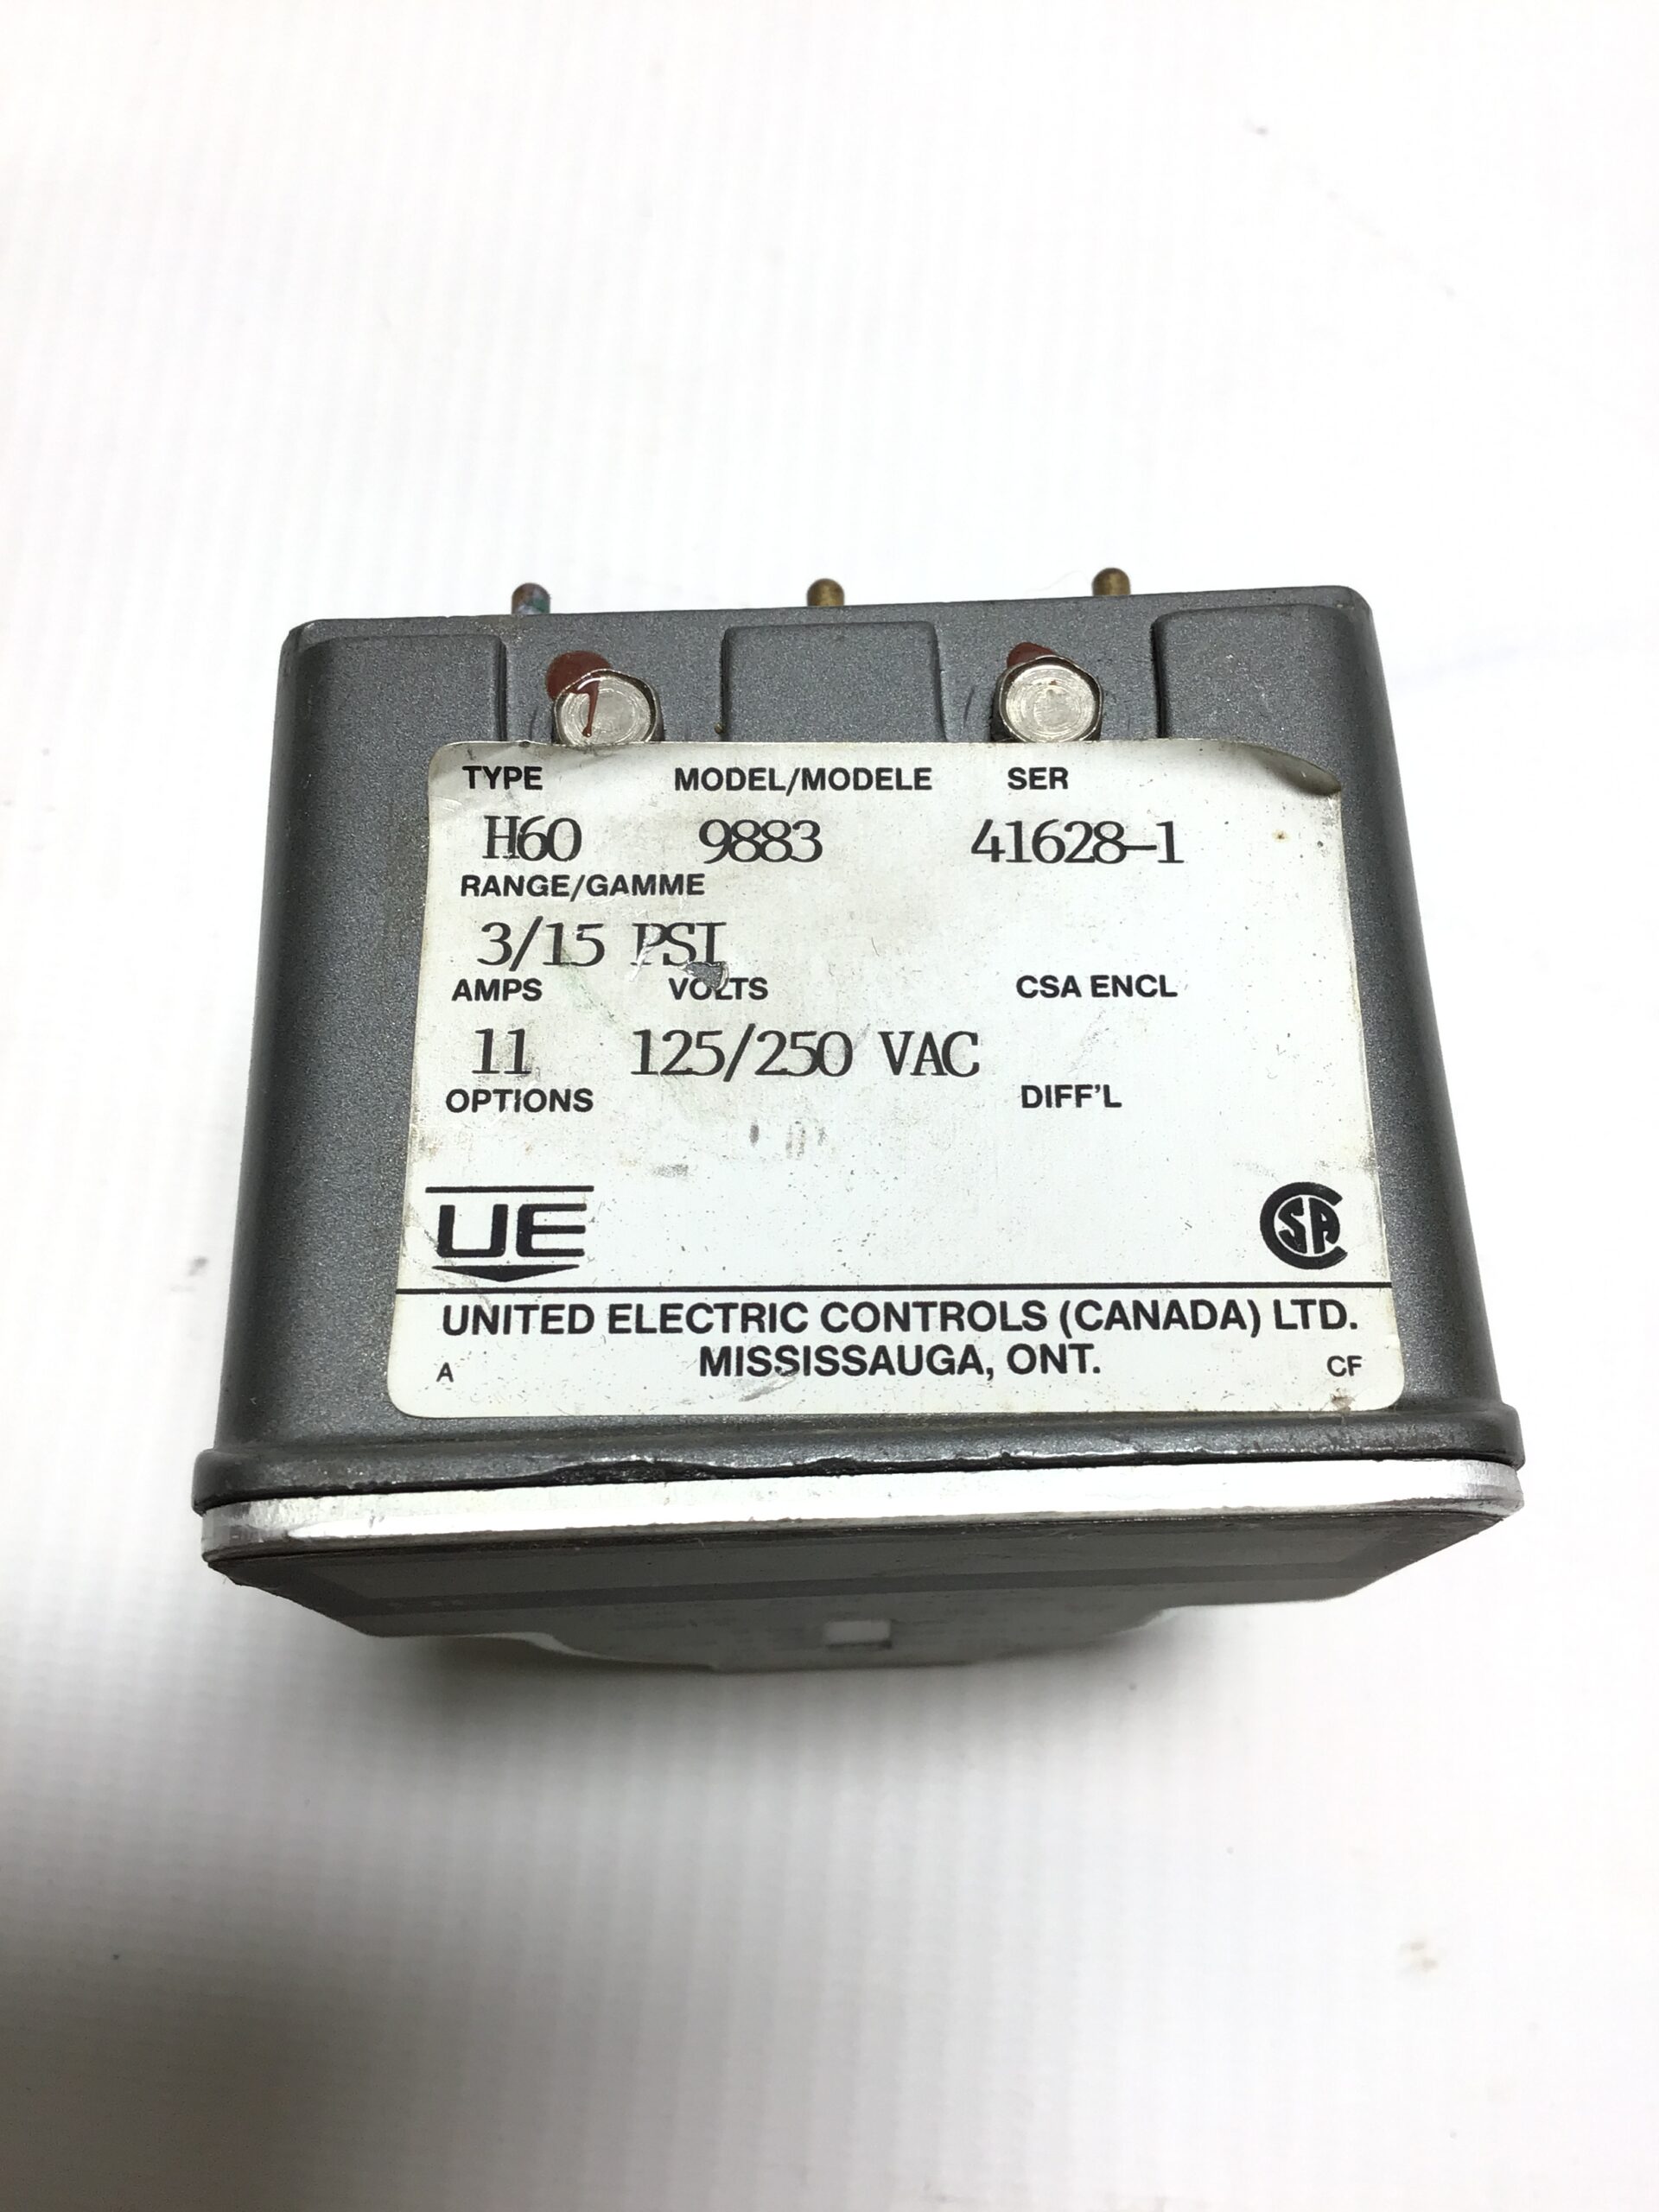 TYPE MODEL/MODELE SER
H60 9883 41628-1
RANGE/GAMME
3/15 PSI
AMPS VOLTS CSA ENCL
11 125/250 VAC
OPTIONS DIFF'L
UE
CSA
UNITED ELECTRIC CONTROLS (CANADA) LTD.
MISSISSAUGA, ONT.
A CF